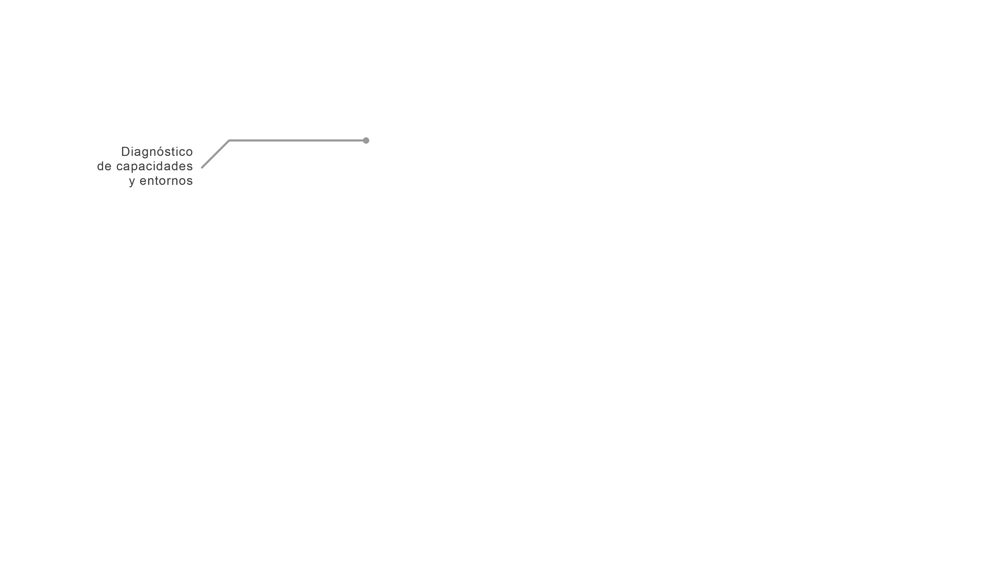 Diagnóstico
de capacidades
y entornos